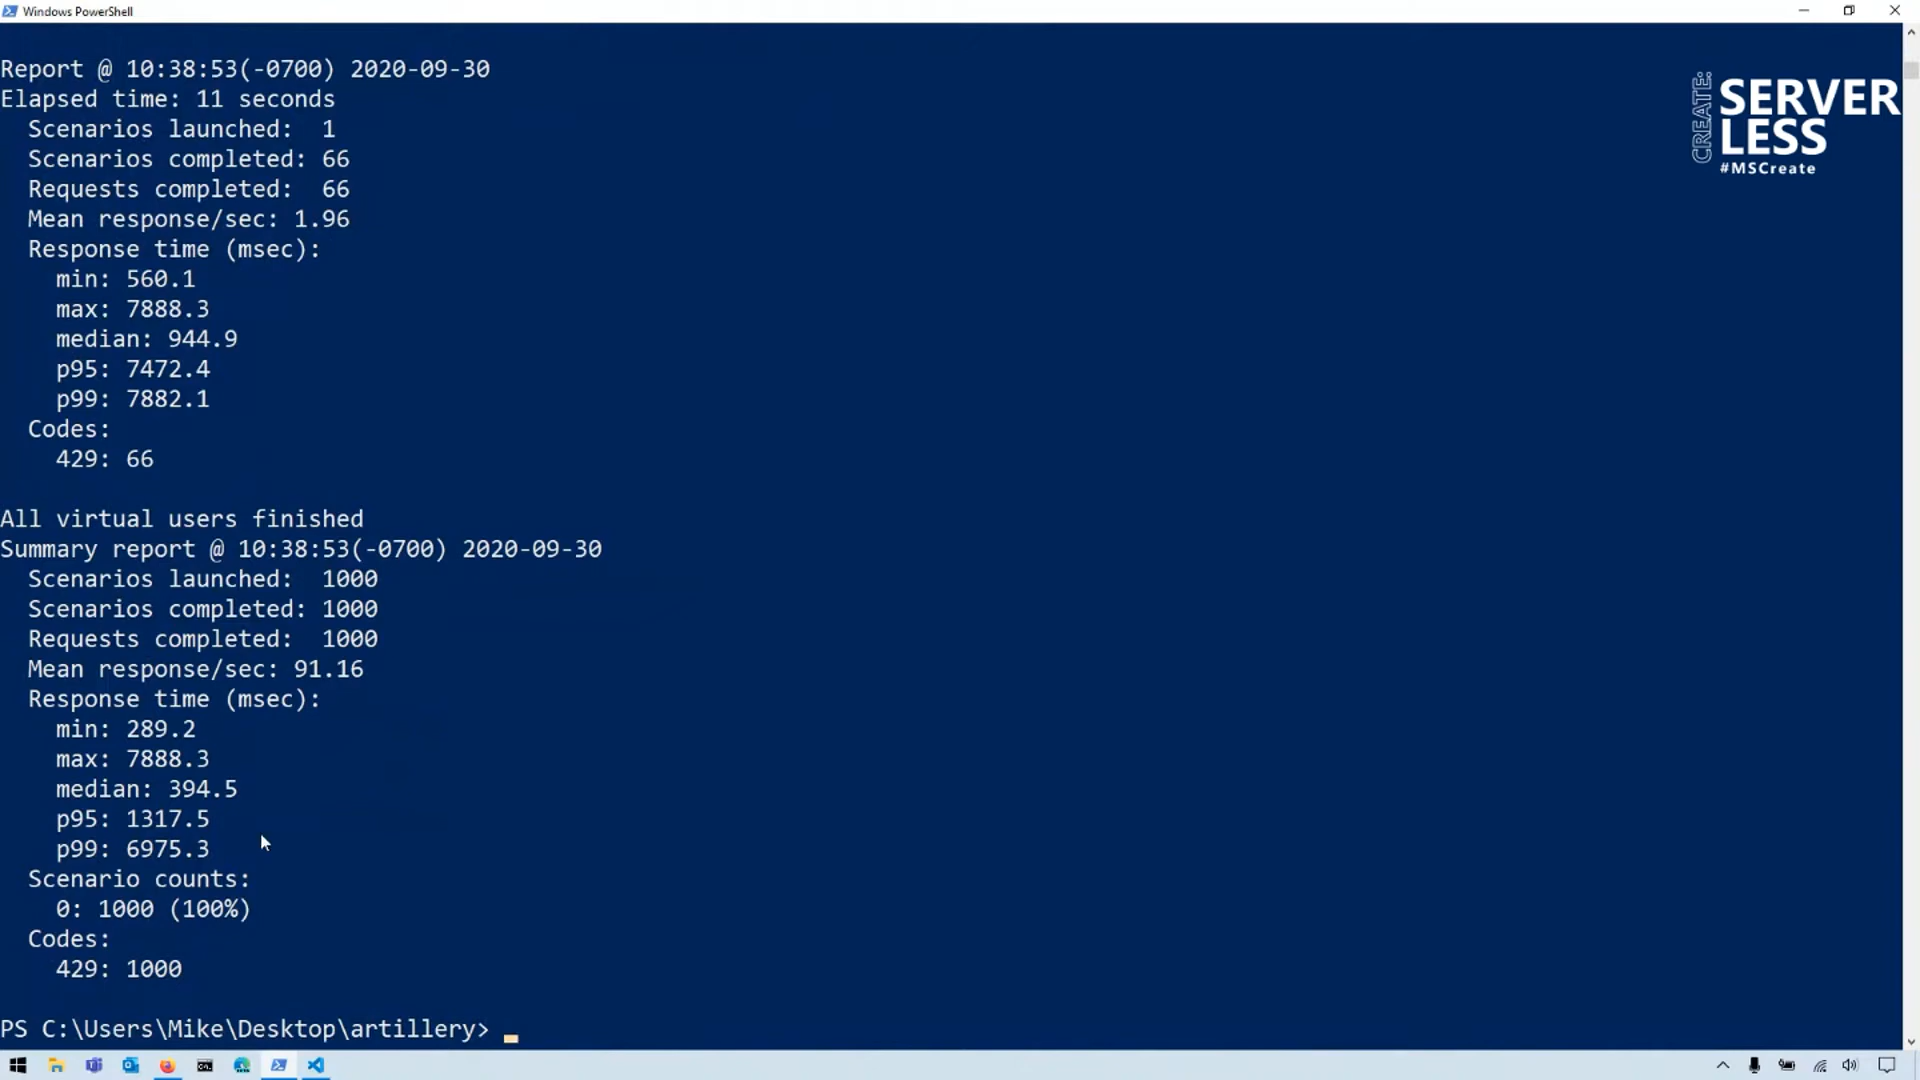 Windows PowerShell
Report @ 10:38:53(-0700) 2020-09-30
Elapsed time: 11 seconds
Scenarios launched: 1
Scenarios completed: 66
Requests completed: 66
Mean response/sec: 1.96
Response time (msec):
min: 560.1
max: 7888.3
median: 944.9
p95: 7472.4
p99: 7882.1
Codes:
429: 66
All virtual users finished
Summary report @ 10:38:53(-0700) 2020-09-30
Scenarios launched: 1000
Scenarios completed: 1000
Requests completed: 1000
Mean response/sec: 91.16
Response time (msec):
min: 289.2
max: 7888.3
median: 394.5
p95: 1317.5
p99: 6975.3
Scenario counts:
0: 1000 (100%)
Codes:
429: 1000
PS C:\Users\Mike\Desktop\artillery>
CREATE:
SERVER
LESS
#MSCreate